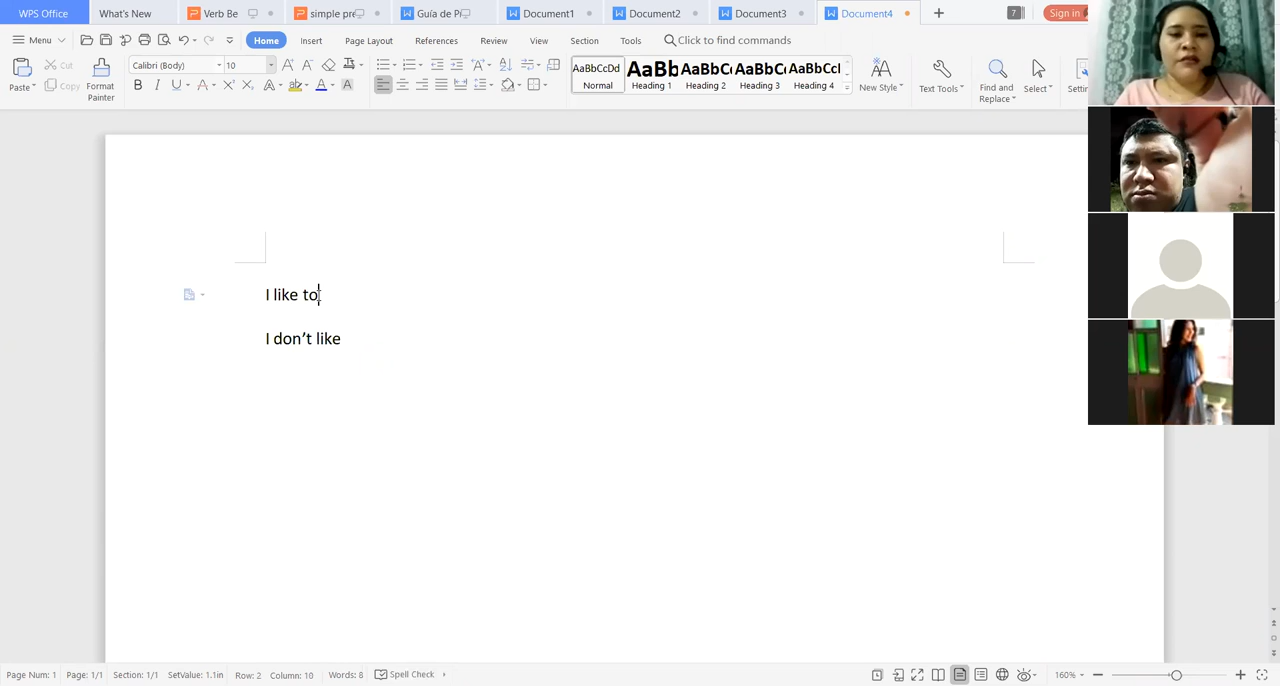 WPS Office What's New Verb Be simple pre Guía de Pi Document1 Document2 Document3 Document4 7 Sign in
Menu Home Insert Page Layout References Review View Section Tools Click to find commands
Paste Cut Copy Format Painter Calibri (Body) 10 AaBbCcDd Normal AaBb Heading 1 AaBbC Heading 2 AaBbC Heading 3 AaBbCcI Heading 4 New Style Text Tools Find and Replace Select Settin
I like to
I don't like
Page Num: 1 Page: 1/1 Section: 1/1 SetValue: 1.1in Row: 2 Column: 10 Words: 8 Spell Check 160%